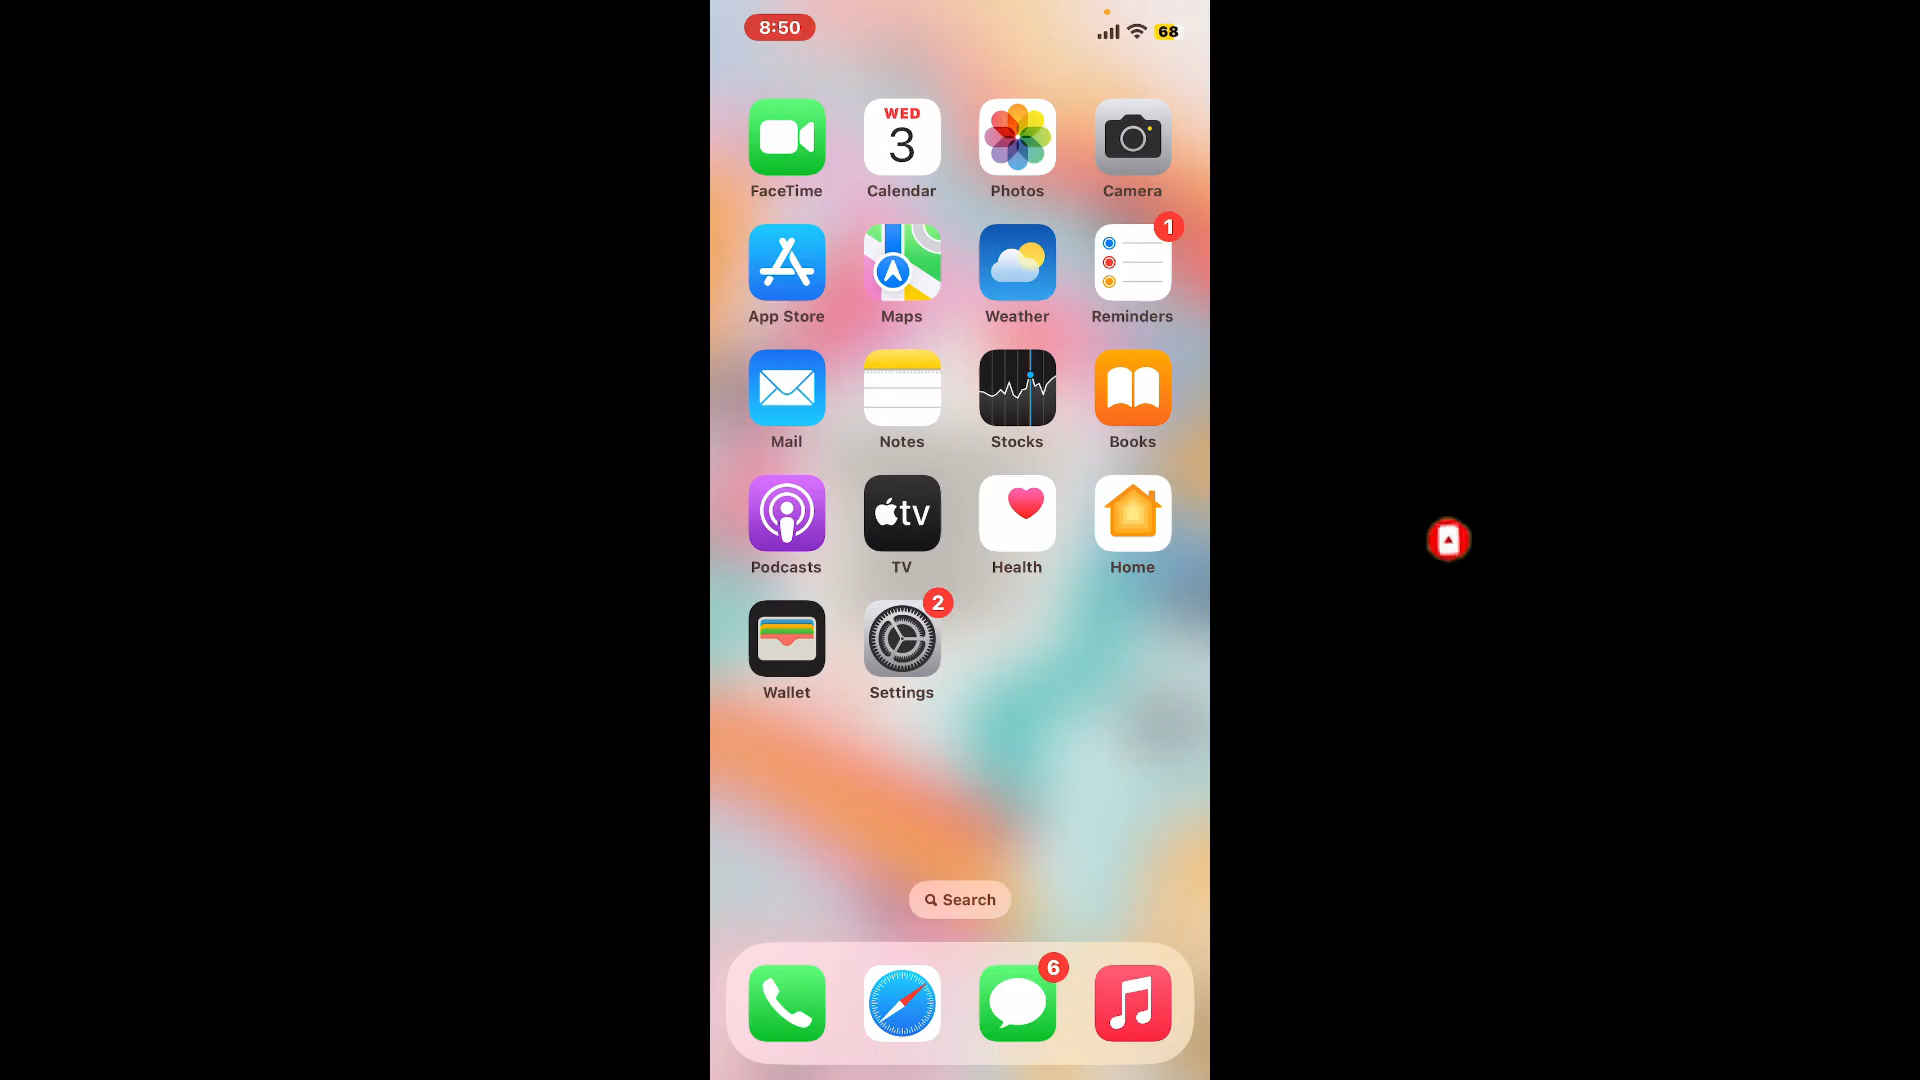 8:50
68
WED
3
FaceTime
Calendar
Photos
Camera
1
App Store
Maps
Weather
Reminders
Mail
Notes
Stocks
Books
tv
Podcasts
TV
Health
Home
2
Wallet
Settings
Search
6